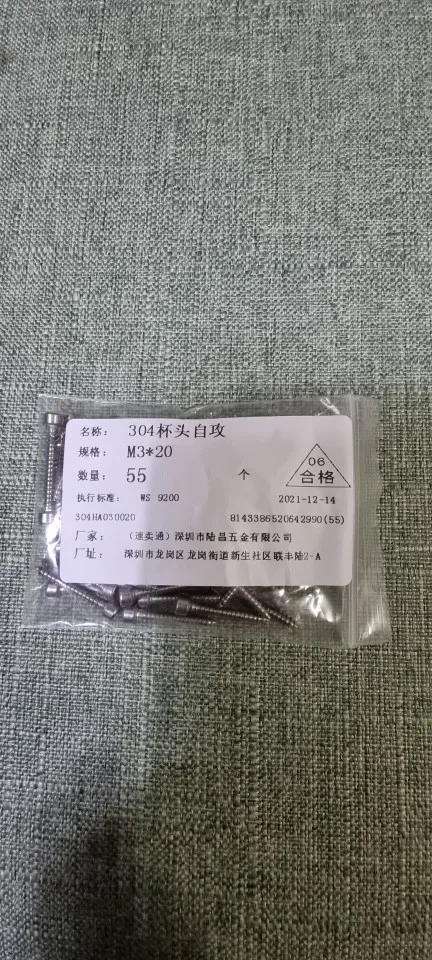 名称： 304杯头自攻
规格： M3*20
数量： 55 个
06
合格
执行标准： WS 9200
2021-12-14
304HA030020
8143386520642990(55)
厂家： （速卖通）深圳市陆昌五金有限公司
厂址： 深圳市龙岗区龙岗街道新生社区联丰陆2-A